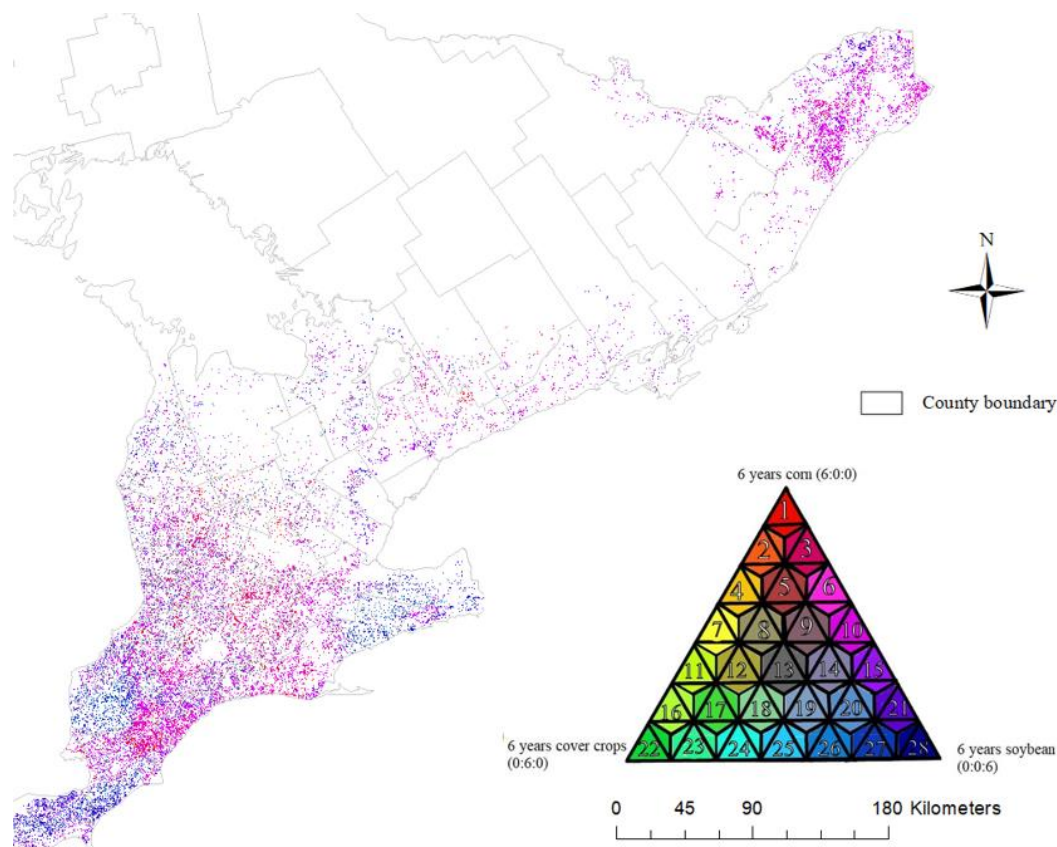 N
County boundary
6 years corn (6:0:0)
1
2 3
4 5 6
7 8 9 10
11 12 13 14 15
16 17 18 19 20 21
22 23 24 25 26 27 28
6 years cover crops
(0:6:0)
6 years soybean
(0:0:6)
0 45 90 180 Kilometers